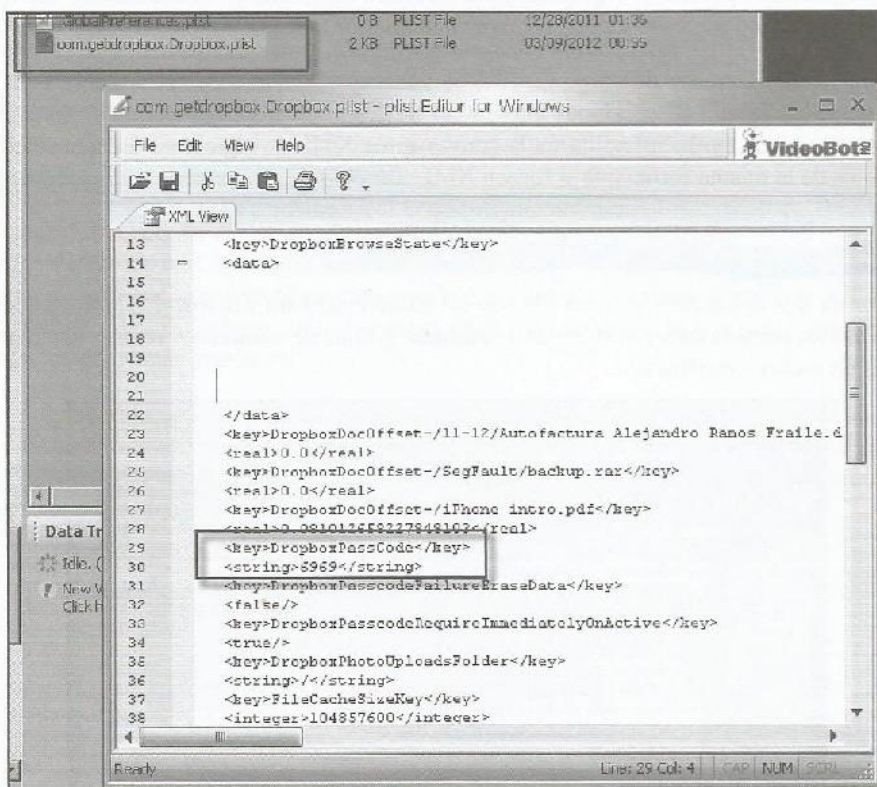 GlobalPreferences.plist 0 B PLIST File 12/28/2011 01:36
com.getdropbox.Dropbox.plist 2 KB PLIST File 03/09/2012 00:55
com.getdropbox.Dropbox.plist - plist Editor for Windows
File Edit View Help
VideoBot
XML View
13 <key>DropboxBrowseState</key>
14 <data>
15
16
17
18
19
20
21
22 </data>
23 <key>DropboxDocOffset-/11-12/Autofactura Alejandro Ramos Fraile.d
24 <real>0.0</real>
25 <key>DropboxDocOffset-/SegFault/backup.rar</key>
26 <real>0.0</real>
27 <key>DropboxDocOffset-/iPhone intro.pdf</key>
28 </real>
29 <key>DropboxPassCode</key>
30 <string>6969</string>
31 <key>DropboxPasscodeFailureEraseData</key>
32 <false/>
33 <key>DropboxPasscodeRequireImmediatelyOnActive</key>
34 <true/>
35 <key>DropboxPhotoUploadsFolder</key>
36 <string>/</string>
37 <key>FileCacheSizeKey</key>
38 <integer>104857600</integer>
Data Tr
Idle. (
New V
Click h
Ready Line: 29 Col: 4 CAP NUM SCRL